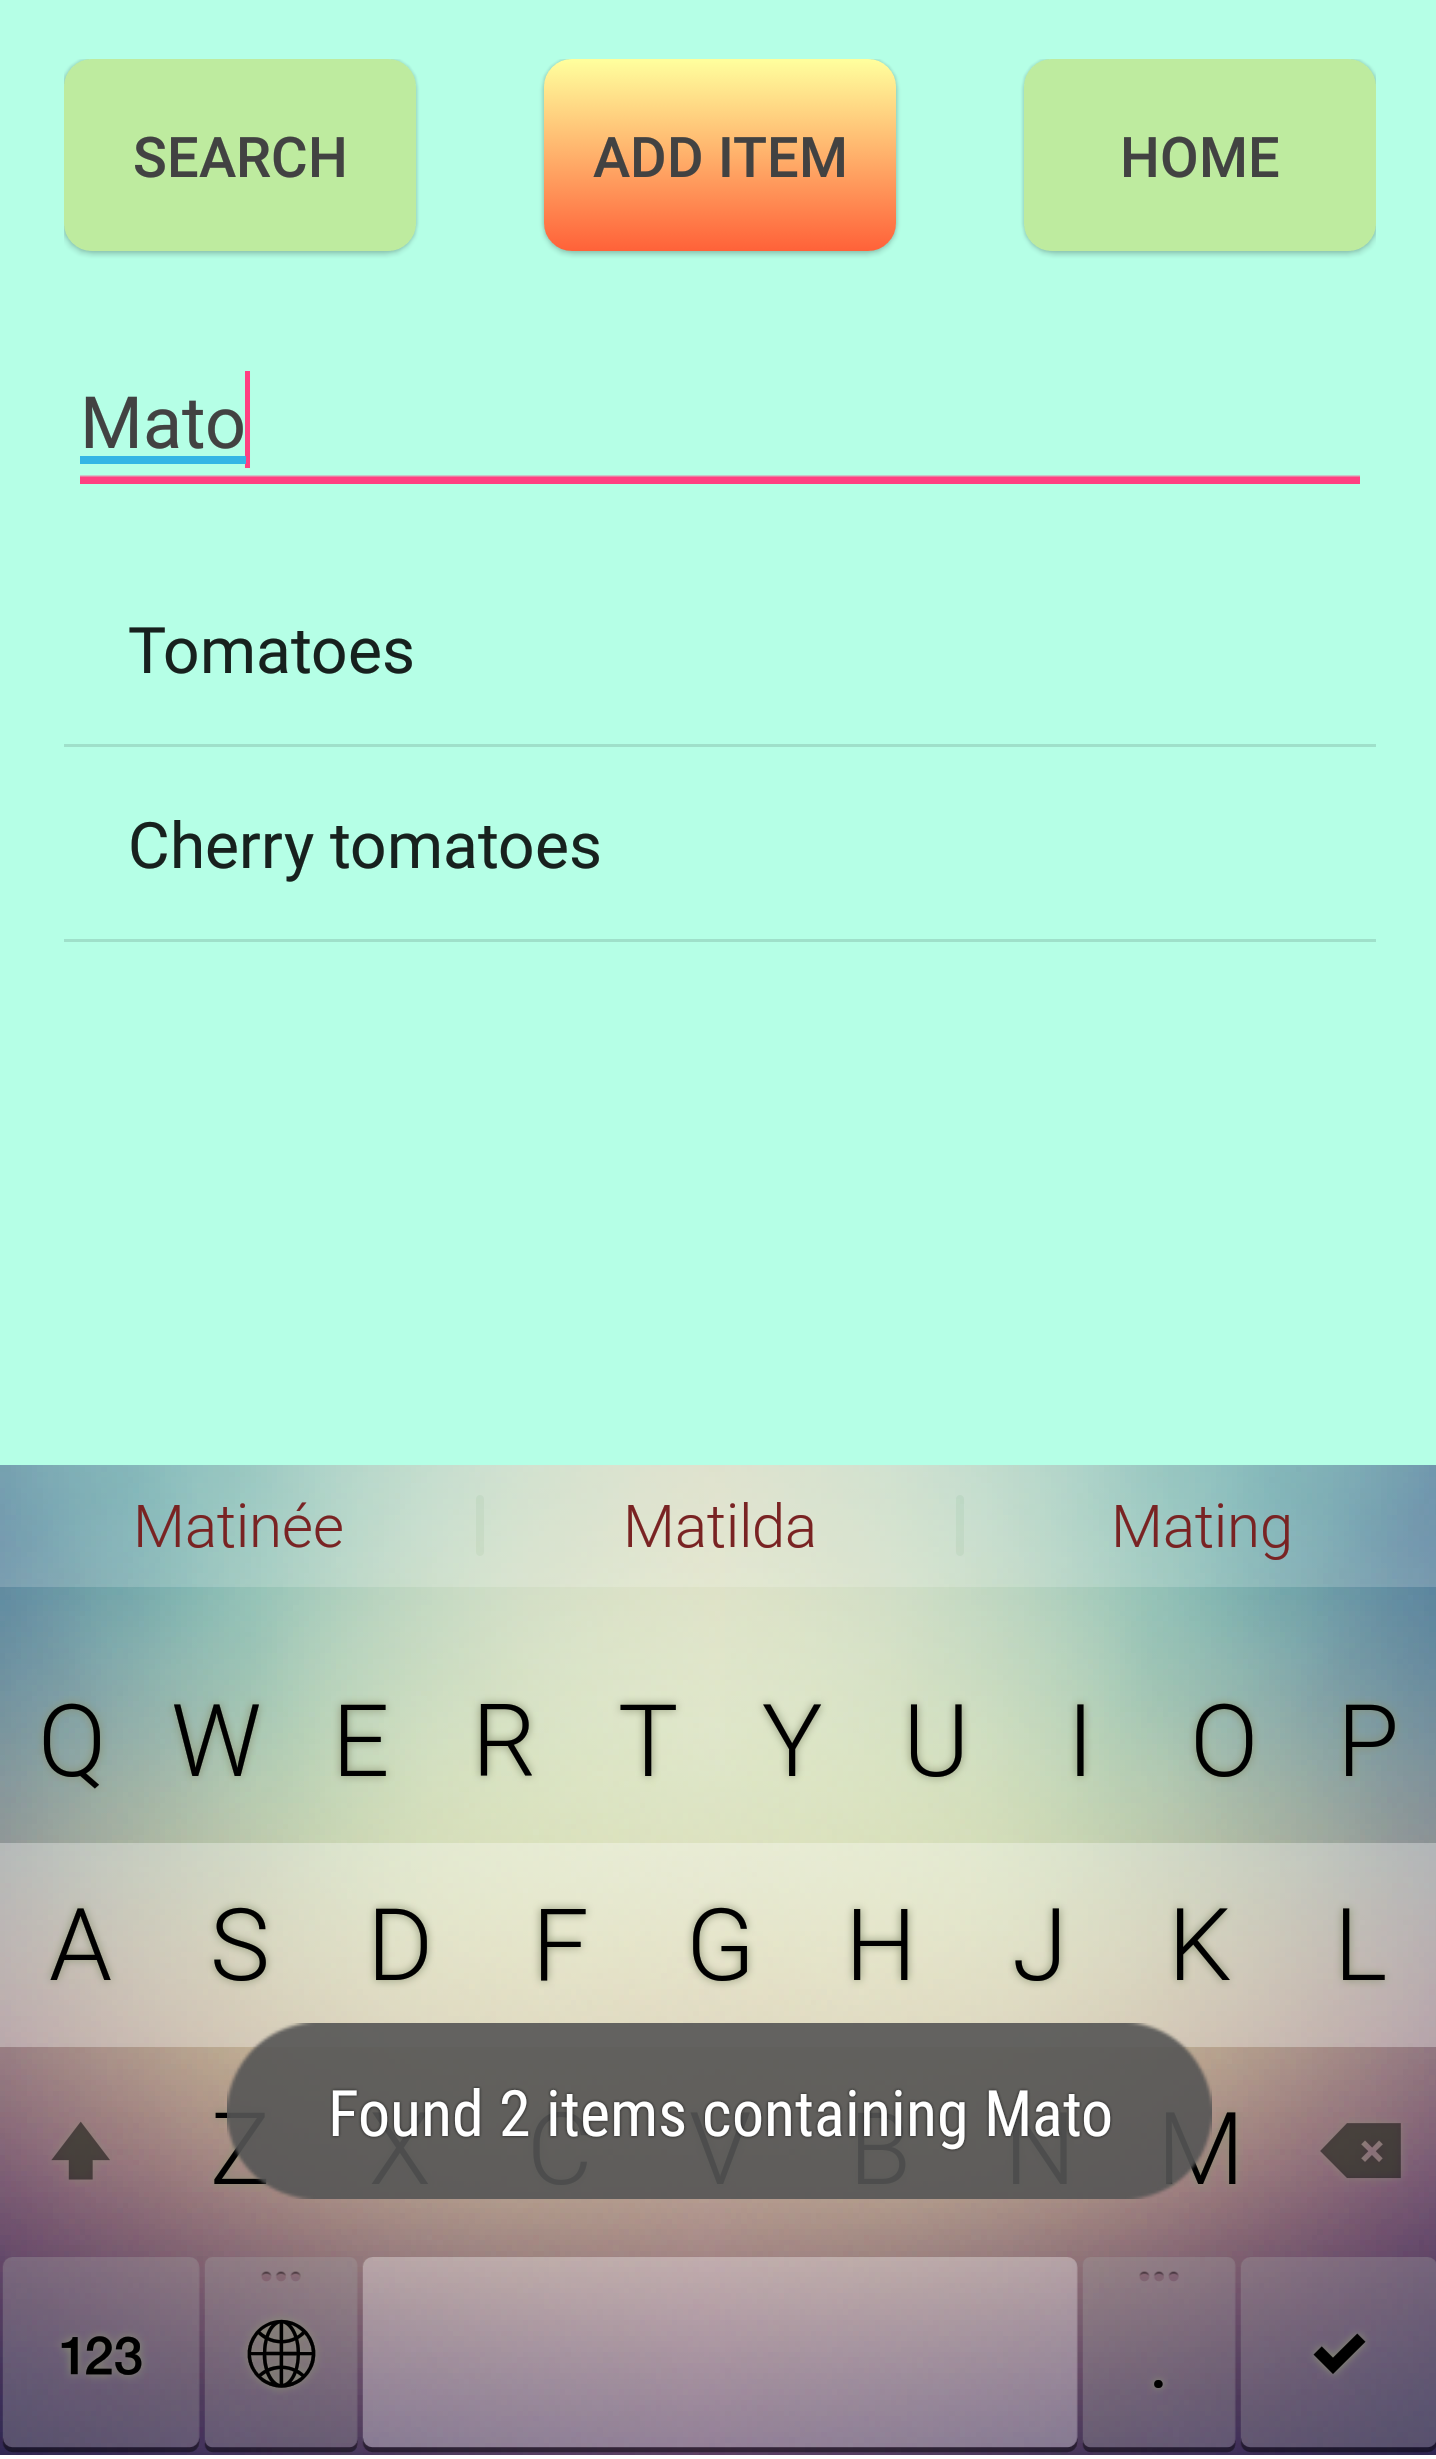 SEARCH ADD ITEM HOME
Mato
Tomatoes
Cherry tomatoes
Matinée Matilda Mating
Q W E R T Y U I O P
A S D F G H J K L
Z X C V B N M
Found 2 items containing Mato
123 .